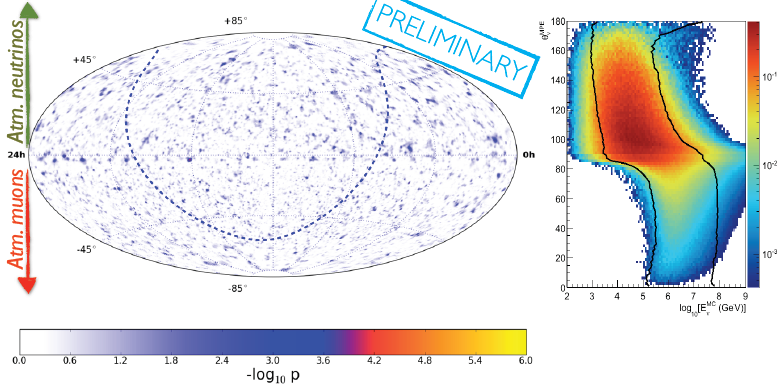 Atm. neutrinos
Atm. muons
+85°
+45°
24h
0h
-45°
-85°
PRELIMINARY
0.0 0.6 1.2 1.8 2.4 3.0 3.6 4.2 4.8 5.4 6.0
-log₁₀ p
180
160
140
120
100
80
60
40
20
0
2 3 4 5 6 7 8 9
log₁₀[E_ν^MC (GeV)]
10⁻¹
10⁻²
10⁻³